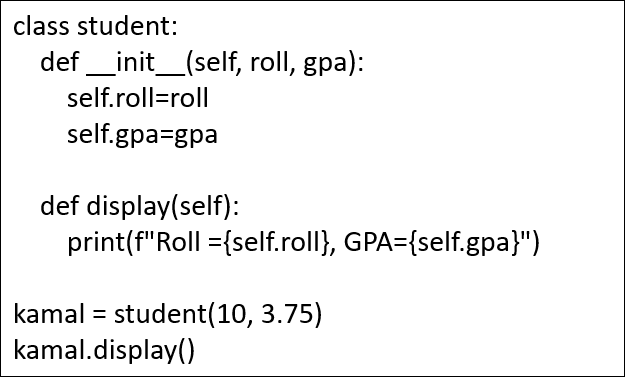 class student:
    def __init__(self, roll, gpa):
        self.roll=roll
        self.gpa=gpa

    def display(self):
        print(f"Roll ={self.roll}, GPA={self.gpa}")

kamal = student(10, 3.75)
kamal.display()